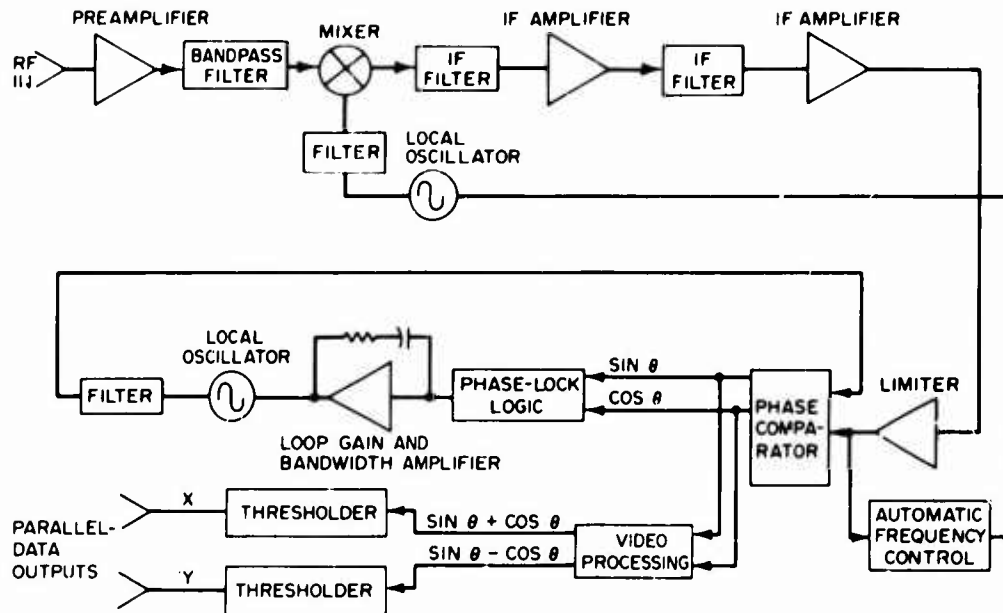 PREAMPLIFIER
MIXER
IF AMPLIFIER
IF AMPLIFIER
RF
BANDPASS
FILTER
IF
FILTER
IF
FILTER
FILTER
LOCAL
OSCILLATOR
LOCAL
OSCILLATOR
FILTER
LOOP GAIN AND
BANDWIDTH AMPLIFIER
PHASE-LOCK
LOGIC
SIN θ
COS θ
PHASE
COMPA-
RATOR
LIMITER
PARALLEL-
DATA
OUTPUTS
X
THRESHOLDER
SIN θ + COS θ
Y
THRESHOLDER
SIN θ - COS θ
VIDEO
PROCESSING
AUTOMATIC
FREQUENCY
CONTROL